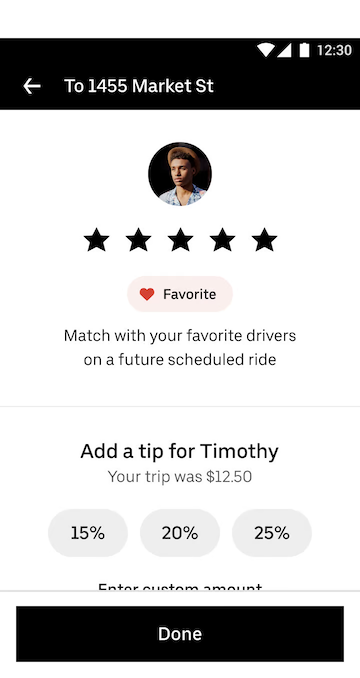 12:30
To 1455 Market St
Favorite
Match with your favorite drivers
on a future scheduled ride
Add a tip for Timothy
Your trip was $12.50
15% 20% 25%
Enter custom amount
Done